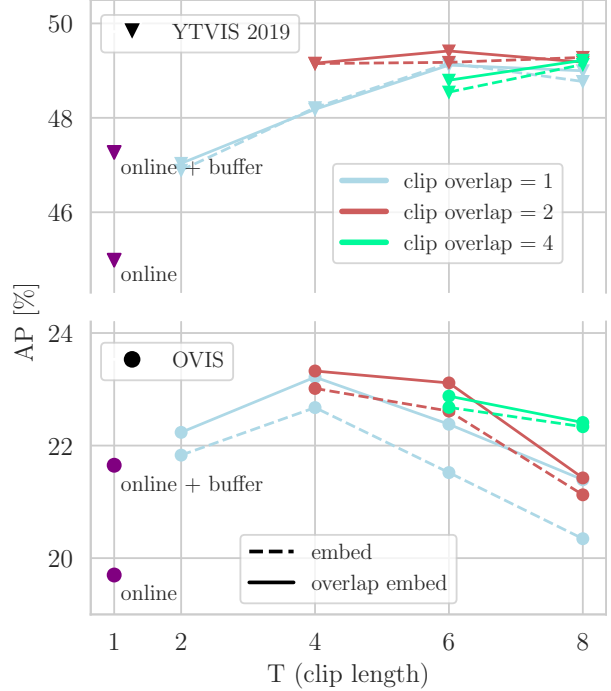 50
YTVIS 2019
48
online + buffer
clip overlap = 1
46
clip overlap = 2
clip overlap = 4
online
AP [%]
24
OVIS
22
online + buffer
20
embed
overlap embed
online
1 2 4 6 8
T (clip length)